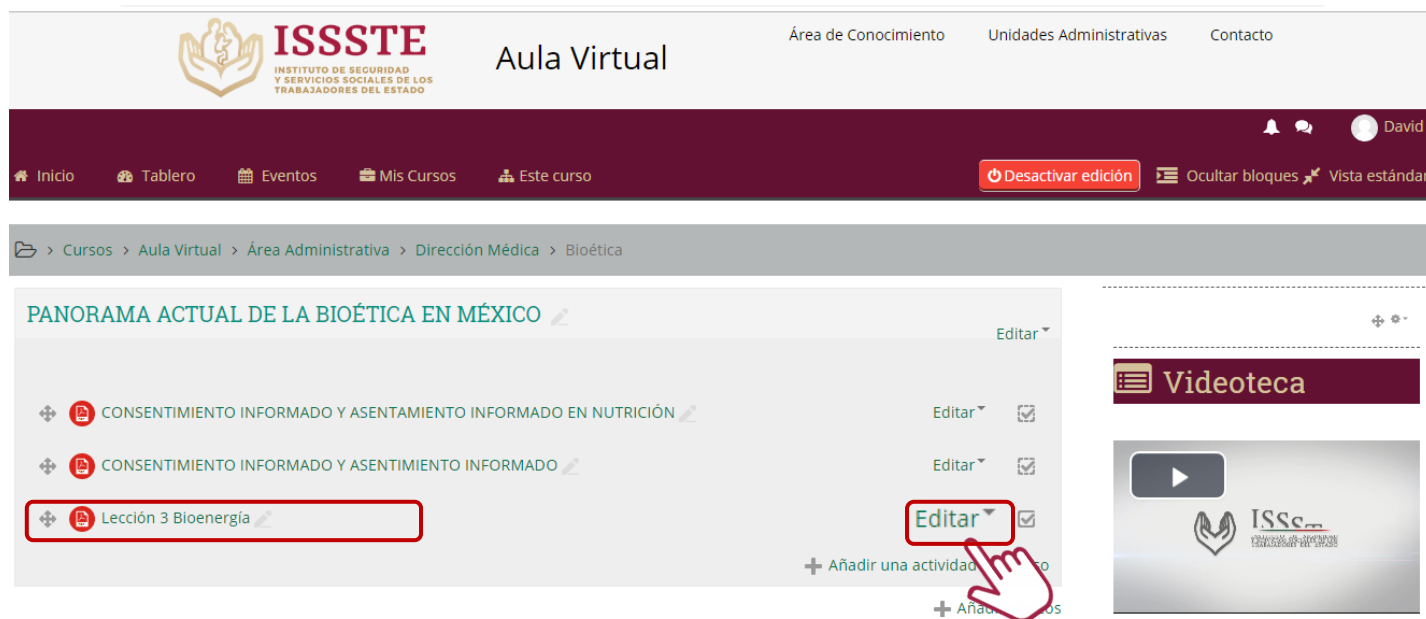 ISSSTE
INSTITUTO DE SEGURIDAD
Y SERVICIOS SOCIALES DE LOS
TRABAJADORES DEL ESTADO
Aula Virtual
Área de Conocimiento Unidades Administrativas Contacto
David
Inicio Tablero Eventos Mis Cursos Este curso
Desactivar edición Ocultar bloques Vista estándar
> Cursos > Aula Virtual > Área Administrativa > Dirección Médica > Bioética
PANORAMA ACTUAL DE LA BIOÉTICA EN MÉXICO
Editar
CONSENTIMIENTO INFORMADO Y ASENTAMIENTO INFORMADO EN NUTRICIÓN Editar
CONSENTIMIENTO INFORMADO Y ASENTIMIENTO INFORMADO Editar
Lección 3 Bioenergía Editar
Añadir una actividad
Videoteca